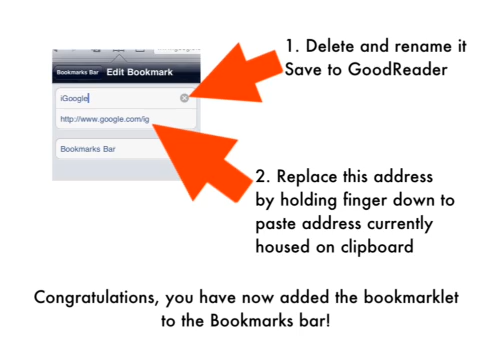 1. Delete and rename it
Save to GoodReader
Bookmarks Bar Edit Bookmark
iGoogle
http://www.google.com/ig
Bookmarks Bar
2. Replace this address
by holding finger down to
paste address currently
housed on clipboard
Congratulations, you have now added the bookmarklet
to the Bookmarks bar!